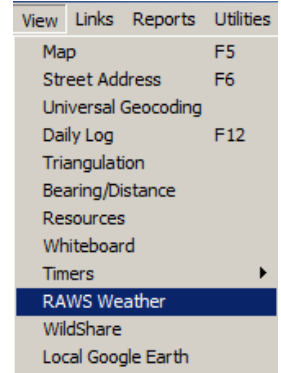 View Links Reports Utilities
Map F5
Street Address F6
Universal Geocoding
Daily Log F12
Triangulation
Bearing/Distance
Resources
Whiteboard
Timers
RAWS Weather
WildShare
Local Google Earth